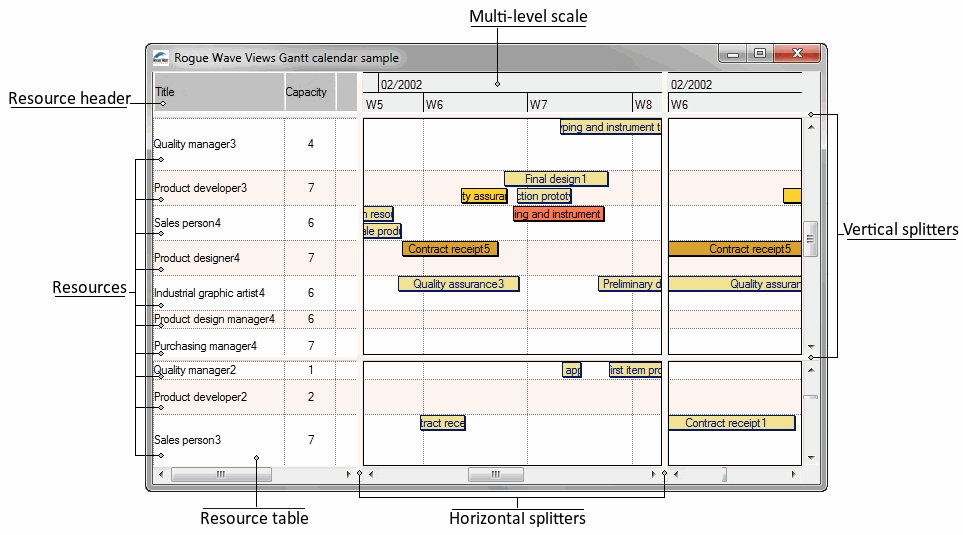 Multi-level scale
Rogue Wave Views Gantt calendar sample
Resource header
Title
Capacity
02/2002
02/2002
W5
W6
W7
W8
W6
ping and instrument t
Quality manager3
4
Final design1
Product developer3
7
ty assurar
ction prototy
Sales person4
6
n resor
ing and instrument
ale prod
Vertical splitters
Product designer4
7
Contract receipt5
Contract receipt5
Resources
Industrial graphic artist4
6
Quality assurance3
Preliminary d
Quality assuran
Product design manager4
6
Purchasing manager4
7
Quality manager2
1
app
irst item pro
Product developer2
2
Sales person3
7
tract rece
Contract receipt1
Resource table
Horizontal splitters